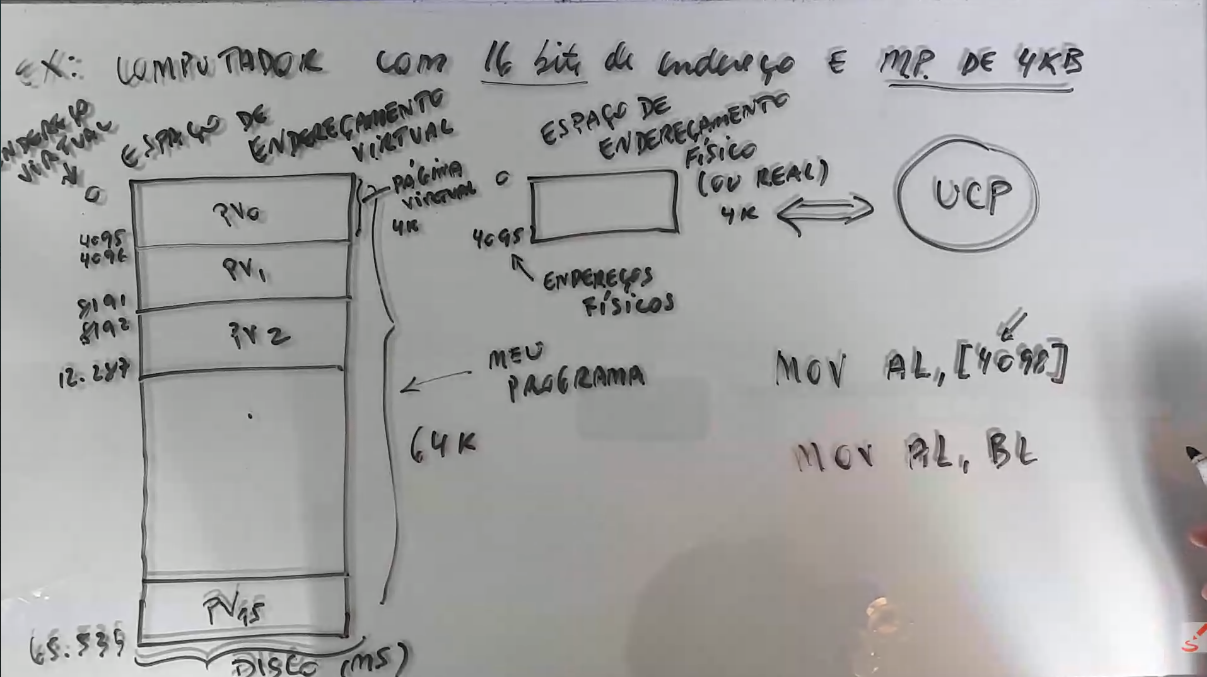 EX: COMPUTADOR com 16 bits de endereço E M.P. DE 4KB
ENDEREÇO
VIRTUAL
ESPAÇO DE
ENDEREÇAMENTO
VIRTUAL
ESPAÇO DE
ENDEREÇAMENTO
FÍSICO
(OU REAL)
4K
UCP
0
PV0
PÁGINA
VIRTUAL
4K
0
4095
4095
4096
PV1
ENDEREÇOS
FÍSICOS
8191
8192
PV2
12.287
MEU
PROGRAMA
64K
MOV AL, [4098]
MOV AL, BL
PV15
65.535
DISCO (MS)